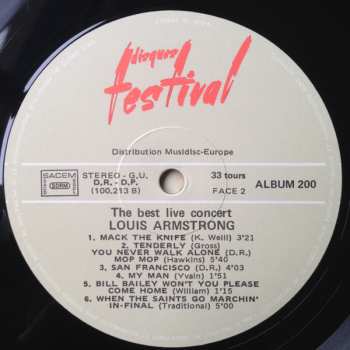 disques
festival
Distribution Musidisc-Europe
SACEM
SDRM
STEREO - G.U.
D.R. - D.P.
(100.213 B)
33 tours
FACE 2
ALBUM 200
The best live concert
LOUIS ARMSTRONG
1. MACK THE KNIFE (K. Weill) 3'21
2. TENDERLY (Gross)
YOU NEVER WALK ALONE (D.R.)
MOP MOP (Hawkins) 5'40
3. SAN FRANCISCO (D.R.) 4'03
4. MY MAN (Yvain) 1'51
5. BILL BAILEY WON'T YOU PLEASE
COME HOME (William) 1'15
6. WHEN THE SAINTS GO MARCHIN'
IN-FINAL (Traditional) 5'00